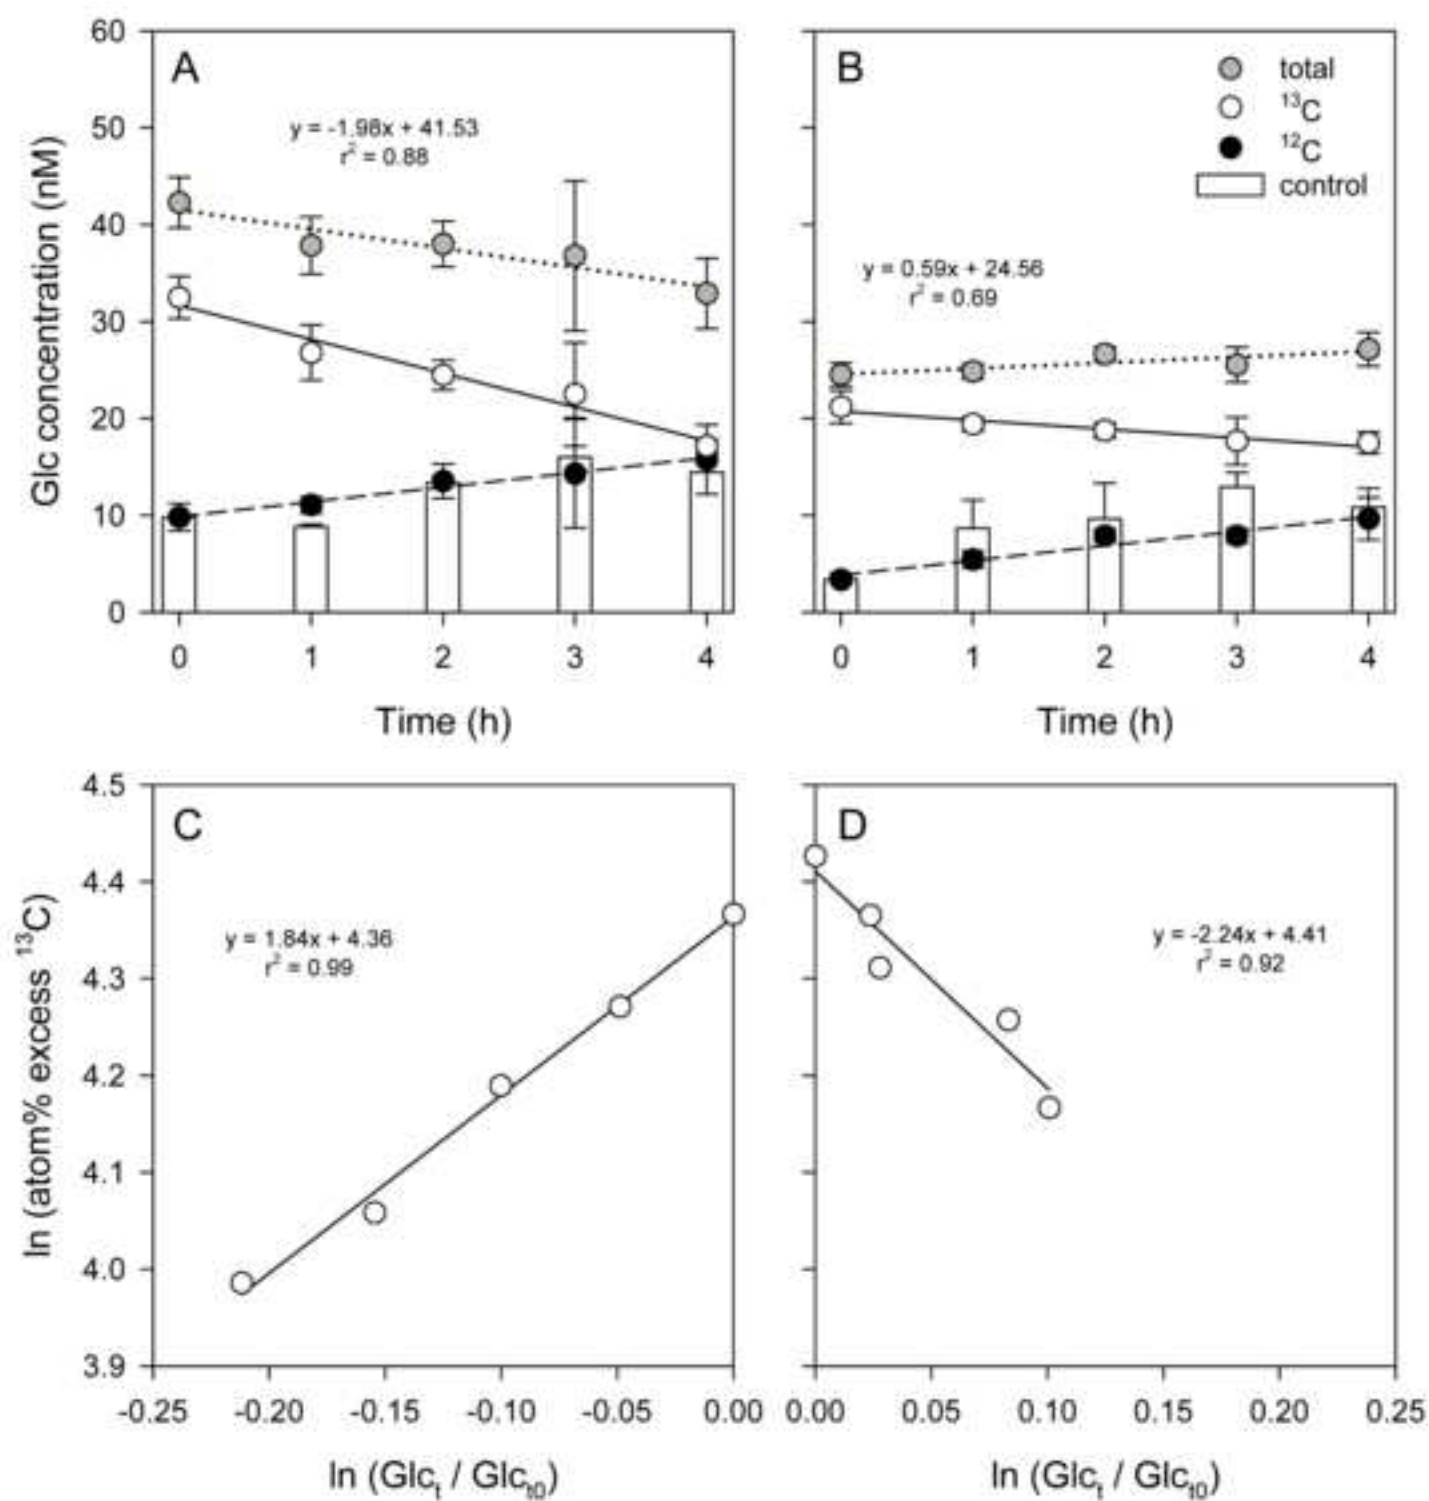 A
B
total
¹³C
¹²C
control
y = -1.98x + 41.53
r² = 0.88
y = 0.59x + 24.56
r² = 0.69
Glc concentration (nM)
60
50
40
30
20
10
0
0 1 2 3 4
0 1 2 3 4
Time (h)
Time (h)
C
D
y = 1.84x + 4.36
r² = 0.99
y = -2.24x + 4.41
r² = 0.92
ln (atom% excess ¹³C)
4.5
4.4
4.3
4.2
4.1
4.0
3.9
-0.25 -0.20 -0.15 -0.10 -0.05 0.00
0.00 0.05 0.10 0.15 0.20 0.25
ln (Glcₜ / Glcₜ₀)
ln (Glcₜ / Glcₜ₀)